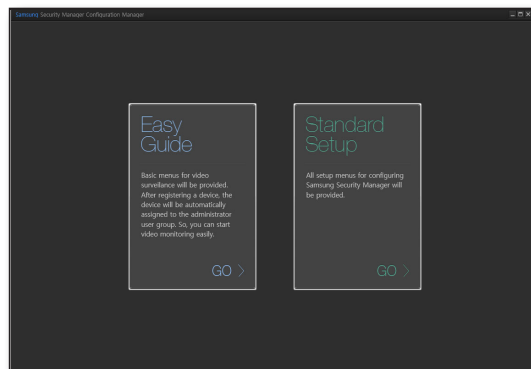 Samsung Security Manager Configuration Manager
Easy
Guide
Basic menus for video
surveillance will be provided.
After registering a device, the
device will be automatically
assigned to the administrator
user group. So, you can start
video monitoring easily.
GO >
Standard
Setup
All setup menus for configuring
Samsung Security Manager will
be provided.
GO >